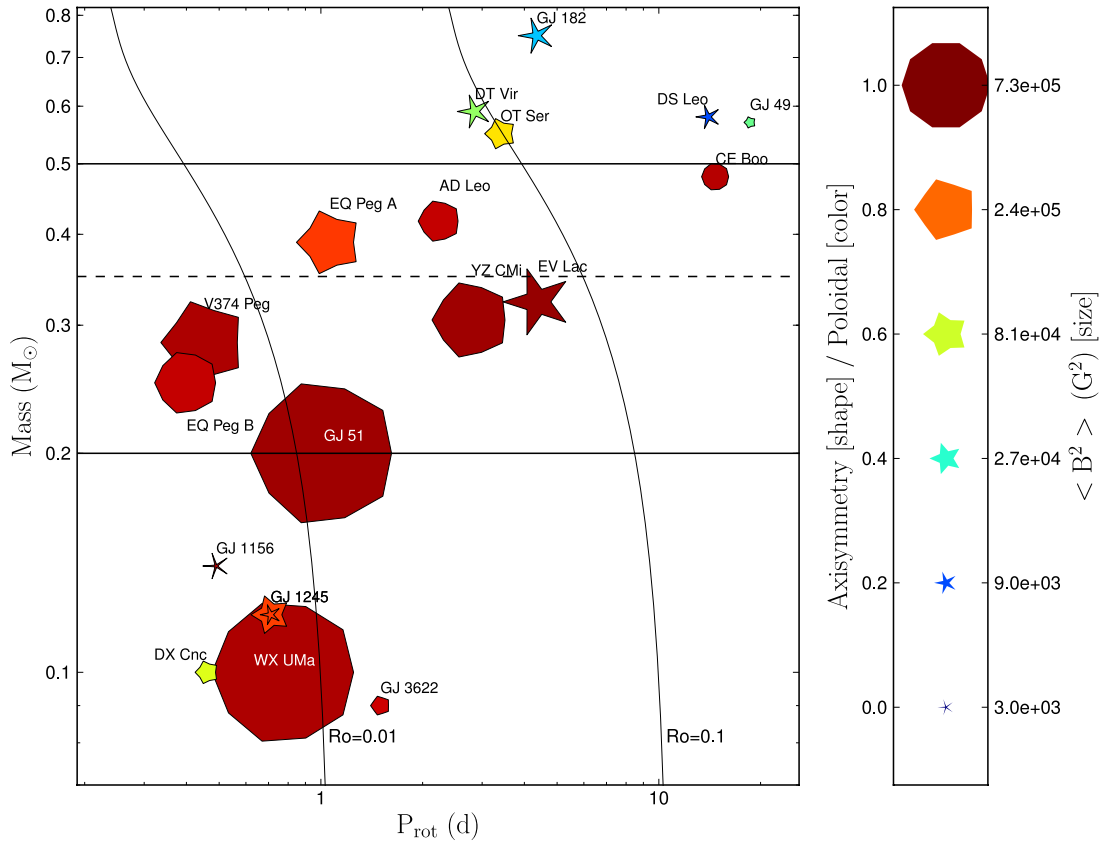 0.8
0.7
0.6
0.5
0.4
0.3
0.2
0.1
Mass (M⊙)
1
10
P_rot (d)
GJ 182
DT Vir
OT Ser
DS Leo
GJ 49
CE Boo
AD Leo
EQ Peg A
YZ CMi
EV Lac
V374 Peg
EQ Peg B
GJ 51
GJ 1156
GJ 1245
DX Cnc
WX UMa
GJ 3622
Ro=0.01
Ro=0.1
Axisymmetry [shape] / Poloidal [color]
1.0
0.8
0.6
0.4
0.2
0.0
7.3e+05
2.4e+05
8.1e+04
2.7e+04
9.0e+03
3.0e+03
< B² > (G²) [size]